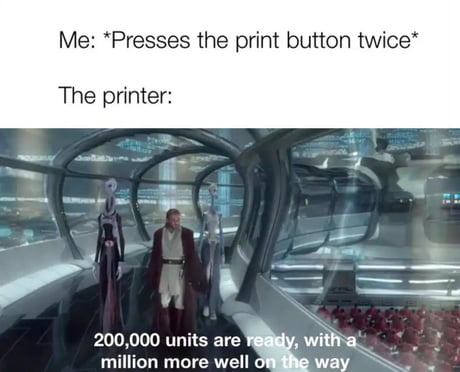 Me: *Presses the print button twice*
The printer:
200,000 units are ready, with a
million more well on the way